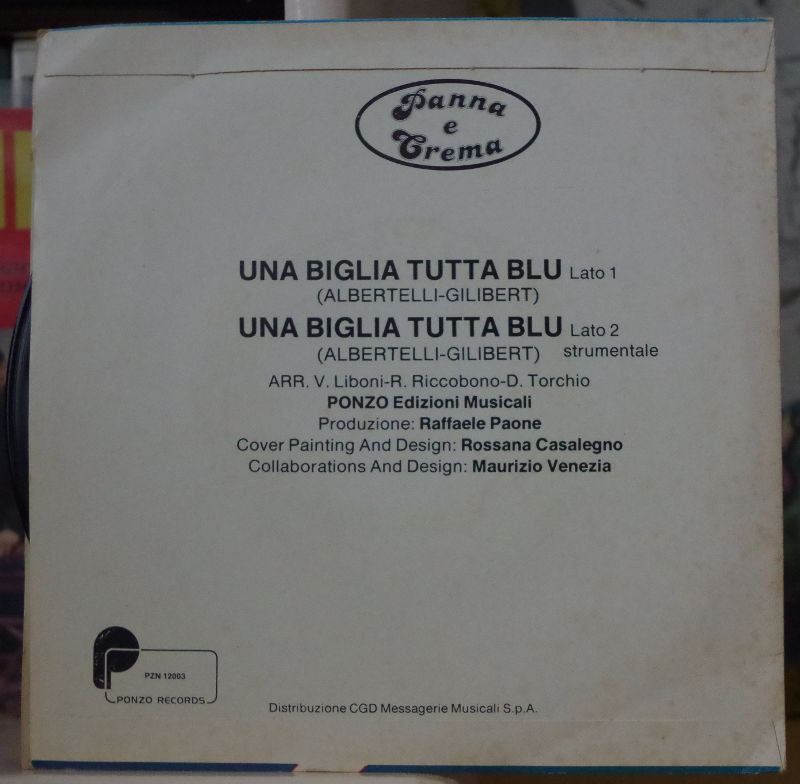 Panna
e
Crema
UNA BIGLIA TUTTA BLU Lato 1
(ALBERTELLI-GILIBERT)
UNA BIGLIA TUTTA BLU Lato 2
(ALBERTELLI-GILIBERT) strumentale
ARR. V. Liboni-R. Riccobono-D. Torchio
PONZO Edizioni Musicali
Produzione: Raffaele Paone
Cover Painting And Design: Rossana Casalegno
Collaborations And Design: Maurizio Venezia
PZN 12003
PONZO RECORDS
Distribuzione CGD Messagerie Musicali S.p.A.